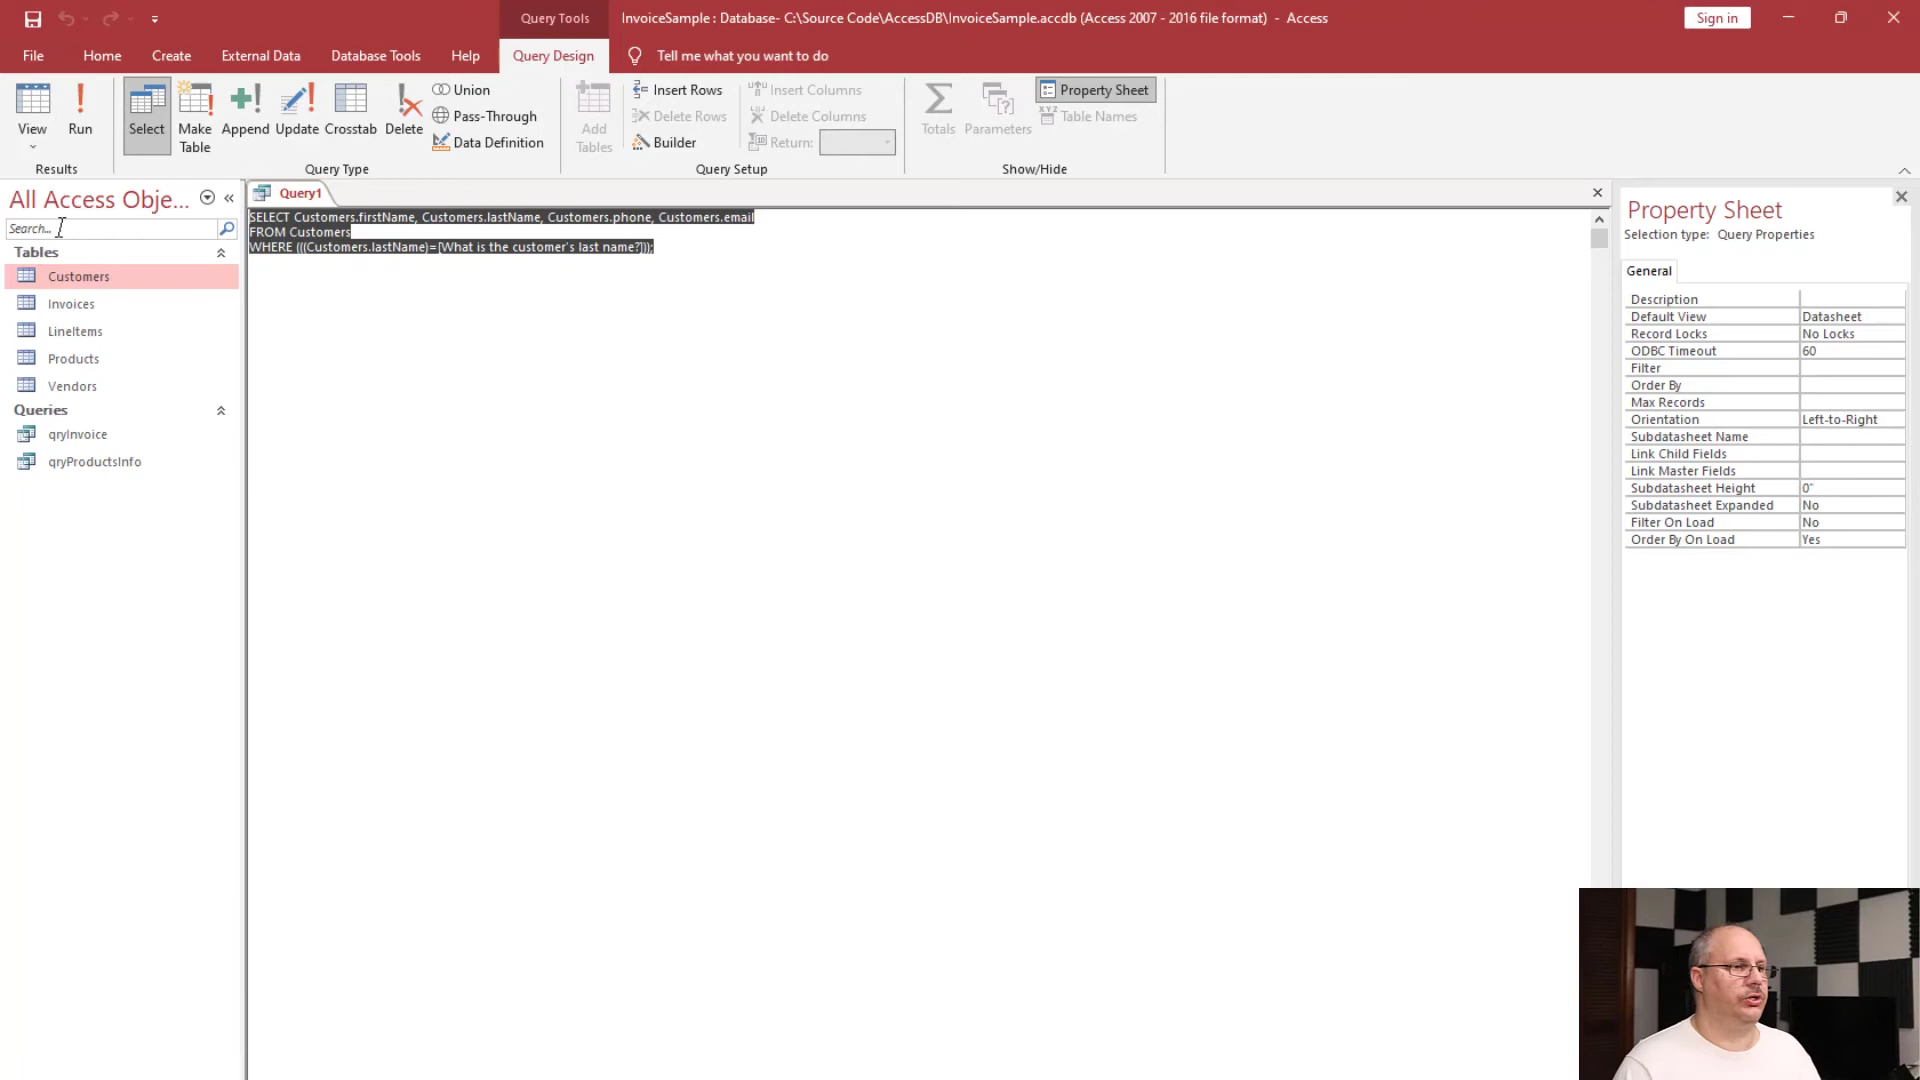 Query Tools
InvoiceSample : Database- C:\Source Code\AccessDB\InvoiceSample.accdb (Access 2007 - 2016 file format) - Access
Sign in
File
Home
Create
External Data
Database Tools
Help
Query Design
Tell me what you want to do
View
Run
Select
Make
Table
Append
Update
Crosstab
Delete
Union
Pass-Through
Data Definition
Add
Tables
Insert Rows
Delete Rows
Builder
Insert Columns
Delete Columns
Return:
Totals
Parameters
Property Sheet
Table Names
Results
Query Type
Query Setup
Show/Hide
All Access Obje...
Search...
Tables
Customers
Invoices
LineItems
Products
Vendors
Queries
qryInvoice
qryProductsInfo
Query1
SELECT Customers.firstName, Customers.lastName, Customers.phone, Customers.email
FROM Customers
WHERE (((Customers.lastName)=[What is the customer's last name?]));
Property Sheet
Selection type: Query Properties
General
Description
Default View Datasheet
Record Locks No Locks
ODBC Timeout 60
Filter
Order By
Max Records
Orientation Left-to-Right
Subdatasheet Name
Link Child Fields
Link Master Fields
Subdatasheet Height 0"
Subdatasheet Expanded No
Filter On Load No
Order By On Load Yes